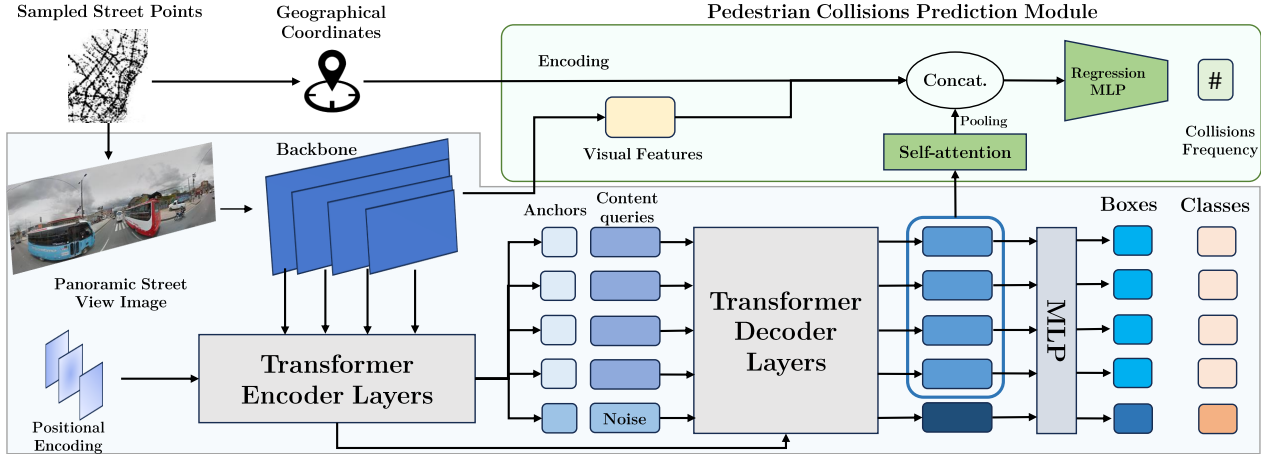 Sampled Street Points
Geographical
Coordinates
Pedestrian Collisions Prediction Module
Encoding
Concat.
Regression
MLP
#
Collisions
Frequency
Visual Features
Pooling
Self-attention
Backbone
Panoramic Street
View Image
Anchors
Content
queries
Boxes
Classes
Transformer
Encoder Layers
Transformer
Decoder
Layers
MLP
Noise
Positional
Encoding